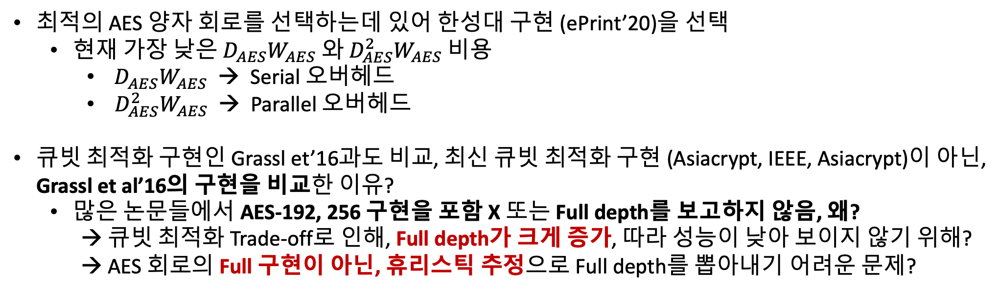 • 최적의 AES 양자 회로를 선택하는데 있어 한성대 구현 (ePrint’20)을 선택
• 현재 가장 낮은 $D_{AES}W_{AES}$ 와 $D^2_{AES}W_{AES}$ 비용
• $D_{AES}W_{AES}$ → Serial 오버헤드
• $D^2_{AES}W_{AES}$ → Parallel 오버헤드
• 큐빗 최적화 구현인 Grassl et’16과도 비교, 최신 큐빗 최적화 구현 (Asiacrypt, IEEE, Asiacrypt)이 아닌,
Grassl et al’16의 구현을 비교한 이유?
• 많은 논문들에서 AES-192, 256 구현을 포함 X 또는 Full depth를 보고하지 않음, 왜?
→ 큐빗 최적화 Trade-off로 인해, Full depth가 크게 증가, 따라 성능이 낮아 보이지 않기 위해?
→ AES 회로의 Full 구현이 아닌, 휴리스틱 추정으로 Full depth를 뽑아내기 어려운 문제?